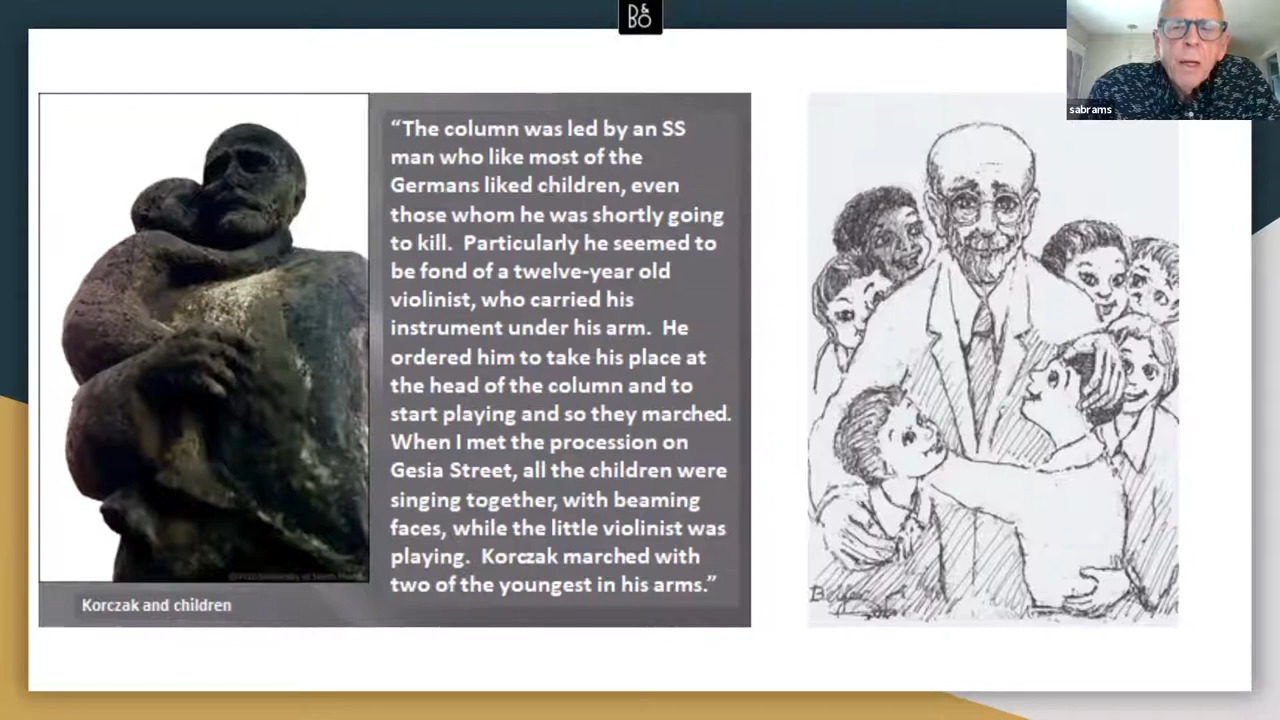 B&O
sabrams
“The column was led by an SS
man who like most of the
Germans liked children, even
those whom he was shortly going
to kill.  Particularly he seemed to
be fond of a twelve-year old
violinist, who carried his
instrument under his arm.  He
ordered him to take his place at
the head of the column and to
start playing and so they marched.
When I met the procession on
Gesia Street, all the children were
singing together, with beaming
faces, while the little violinist was
playing.  Korczak marched with
two of the youngest in his arms.”
Korczak and children